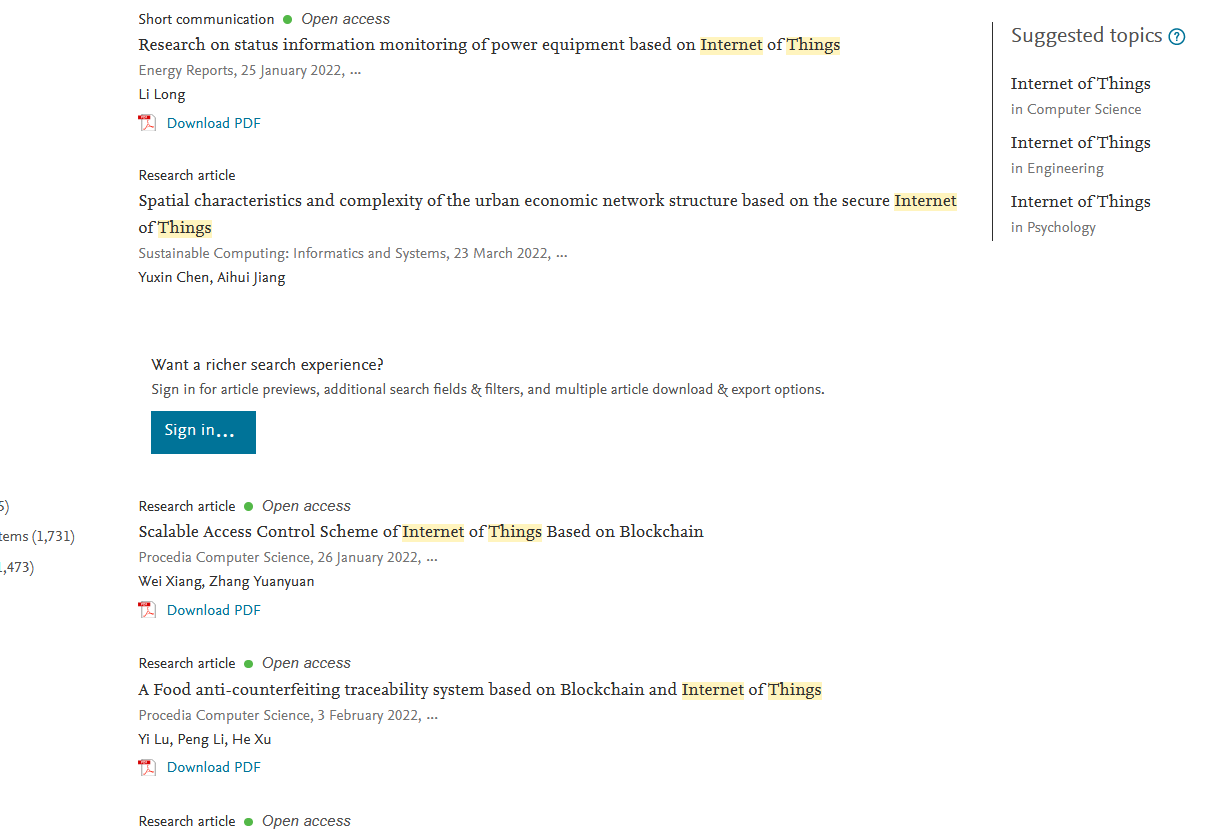 Short communication Open access
Research on status information monitoring of power equipment based on Internet of Things
Energy Reports, 25 January 2022, ...
Li Long
Download PDF
Research article
Spatial characteristics and complexity of the urban economic network structure based on the secure Internet
of Things
Sustainable Computing: Informatics and Systems, 23 March 2022, ...
Yuxin Chen, Aihui Jiang
Want a richer search experience?
Sign in for article previews, additional search fields & filters, and multiple article download & export options.
Sign in...
5)
tems (1,731)
1,473)
Research article Open access
Scalable Access Control Scheme of Internet of Things Based on Blockchain
Procedia Computer Science, 26 January 2022, ...
Wei Xiang, Zhang Yuanyuan
Download PDF
Research article Open access
A Food anti-counterfeiting traceability system based on Blockchain and Internet of Things
Procedia Computer Science, 3 February 2022, ...
Yi Lu, Peng Li, He Xu
Download PDF
Research article Open access
Suggested topics ?
Internet of Things
in Computer Science
Internet of Things
in Engineering
Internet of Things
in Psychology